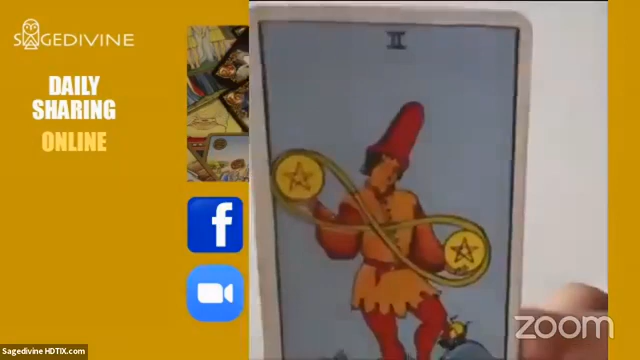 SAGEDIVINE
DAILY
SHARING
ONLINE
II
f
zoom
Sagedivine HDTIX.com